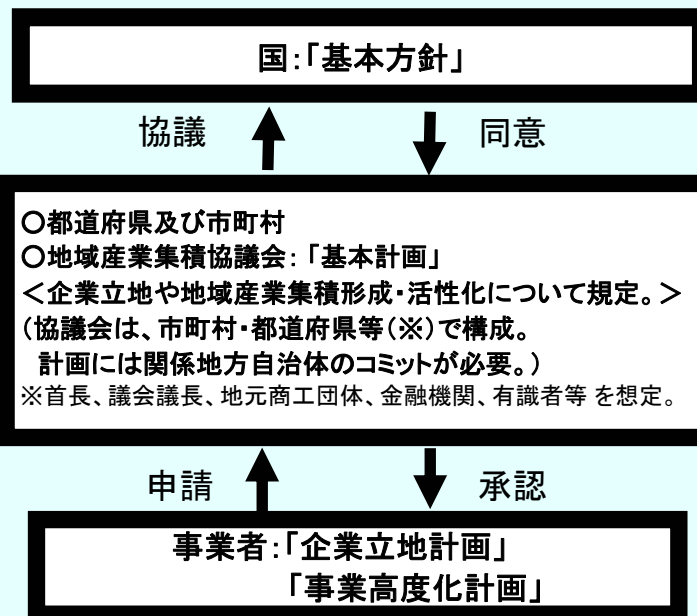 国:「基本方針」
協議 同意
○都道府県及び市町村
○地域産業集積協議会:「基本計画」
<企業立地や地域産業集積形成・活性化について規定。>
(協議会は、市町村・都道府県等(※)で構成。
計画には関係地方自治体のコミットが必要。)
※首長、議会議長、地元商工団体、金融機関、有識者等 を想定。
申請 承認
事業者:「企業立地計画」
「事業高度化計画」